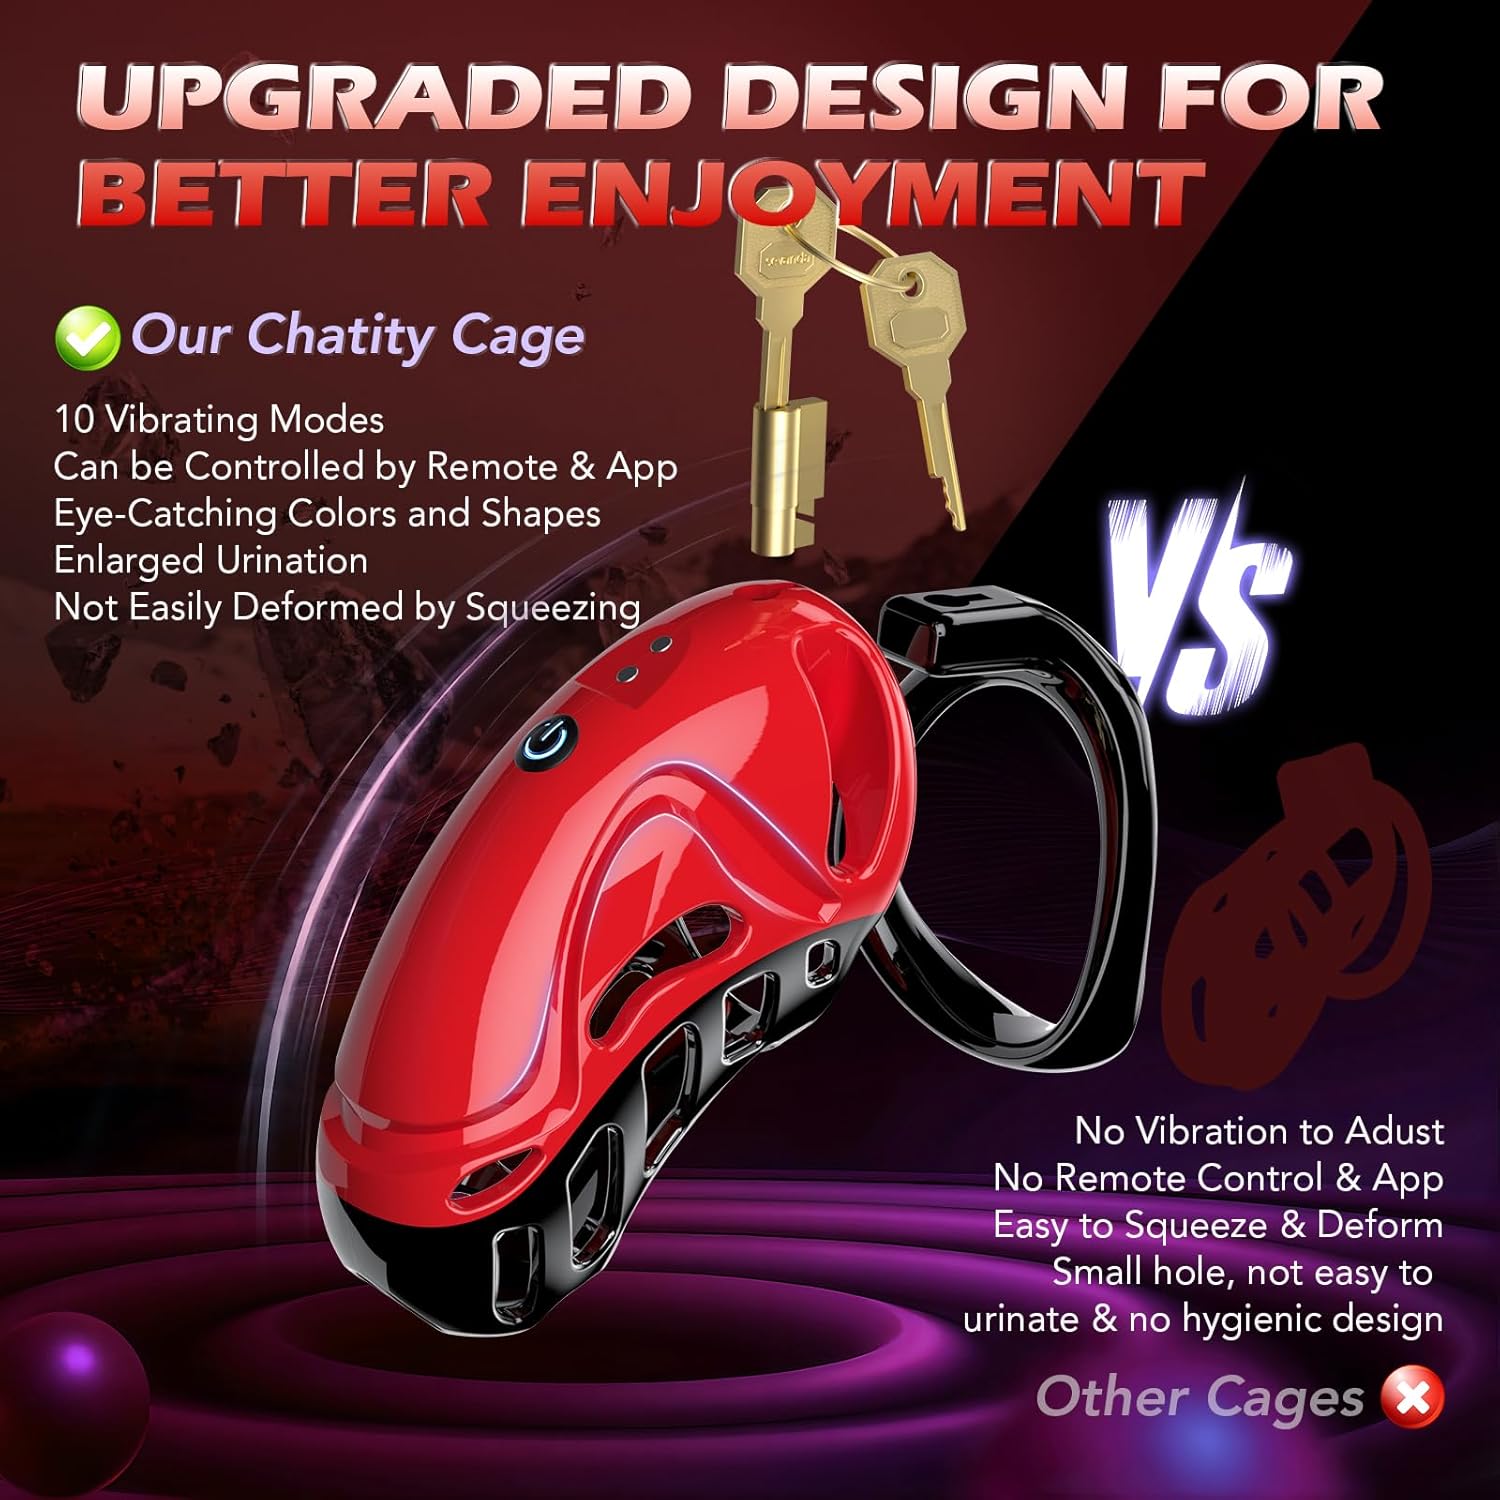 UPGRADED DESIGN FOR
BETTER ENJOYMENT
sevanda
Our Chatity Cage
10 Vibrating Modes
Can be Controlled by Remote & App
Eye-Catching Colors and Shapes
Enlarged Urination
Not Easily Deformed by Squeezing
VS
No Vibration to Adust
No Remote Control & App
Easy to Squeeze & Deform
Small hole, not easy to
urinate & no hygienic design
Other Cages